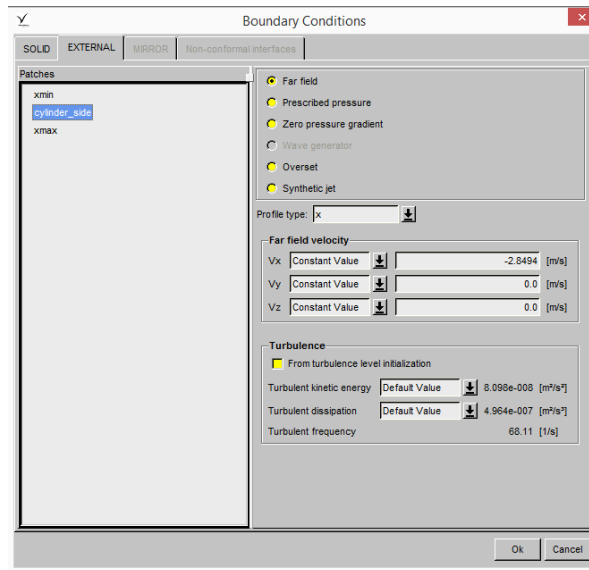 Boundary Conditions
SOLID EXTERNAL MIRROR Non-conformal interfaces
Patches
xmin
cylinder_side
xmax
Far field
Prescribed pressure
Zero pressure gradient
Wave generator
Overset
Synthetic jet
Profile type: x
Far field velocity
Vx Constant Value -2.8494 [m/s]
Vy Constant Value 0.0 [m/s]
Vz Constant Value 0.0 [m/s]
Turbulence
From turbulence level initialization
Turbulent kinetic energy Default Value 8.098e-008 [m²/s²]
Turbulent dissipation Default Value 4.964e-007 [m²/s³]
Turbulent frequency 68.11 [1/s]
Ok Cancel